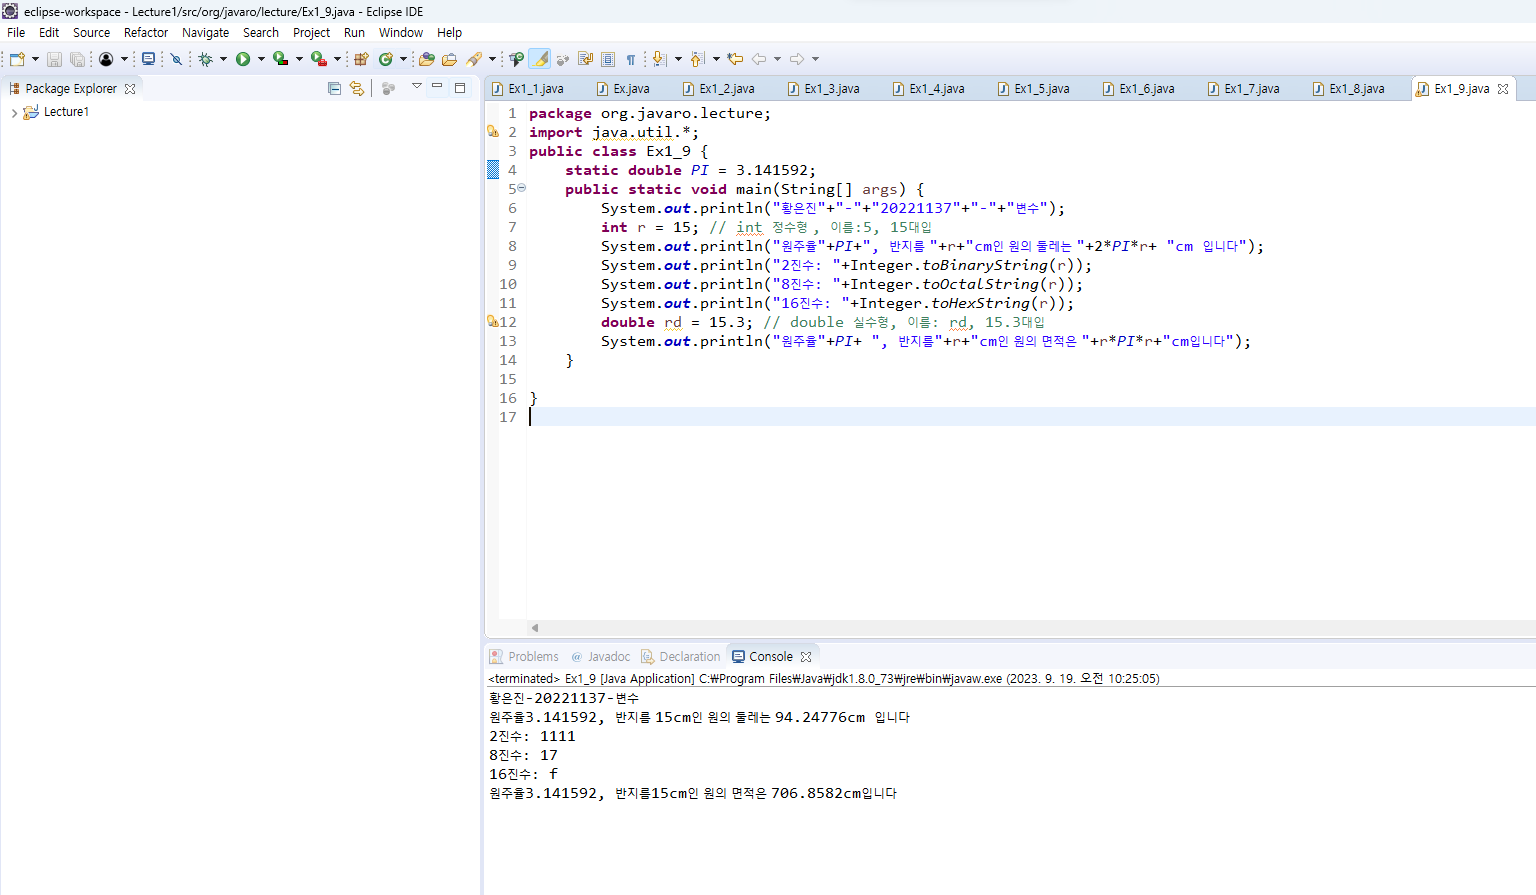 eclipse-workspace - Lecture1/src/org/javaro/lecture/Ex1_9.java - Eclipse IDE
File Edit Source Refactor Navigate Search Project Run Window Help
Package Explorer
Lecture1
Ex1_1.java Ex.java Ex1_2.java Ex1_3.java Ex1_4.java Ex1_5.java Ex1_6.java Ex1_7.java Ex1_8.java Ex1_9.java
1 package org.javaro.lecture;
2 import java.util.*;
3 public class Ex1_9 {
4 static double PI = 3.141592;
5 public static void main(String[] args) {
6 System.out.println("황은진"+"-"+"20221137"+"-"+"변수");
7 int r = 15; // int 정수형 , 이름:5, 15대입
8 System.out.println("원주율"+PI+", 반지름 "+r+"cm인 원의 둘레는 "+2*PI*r+ "cm 입니다");
9 System.out.println("2진수: "+Integer.toBinaryString(r));
10 System.out.println("8진수: "+Integer.toOctalString(r));
11 System.out.println("16진수: "+Integer.toHexString(r));
12 double rd = 15.3; // double 실수형, 이름: rd, 15.3대입
13 System.out.println("원주율"+PI+ ", 반지름"+r+"cm인 원의 면적은 "+r*PI*r+"cm입니다");
14 }
15
16 }
17
Problems @ Javadoc Declaration Console
<terminated> Ex1_9 [Java Application] C:₩Program Files₩Java₩jdk1.8.0_73₩jre₩bin₩javaw.exe (2023. 9. 19. 오전 10:25:05)
황은진-20221137-변수
원주율3.141592, 반지름 15cm인 원의 둘레는 94.24776cm 입니다
2진수: 1111
8진수: 17
16진수: f
원주율3.141592, 반지름15cm인 원의 면적은 706.8582cm입니다